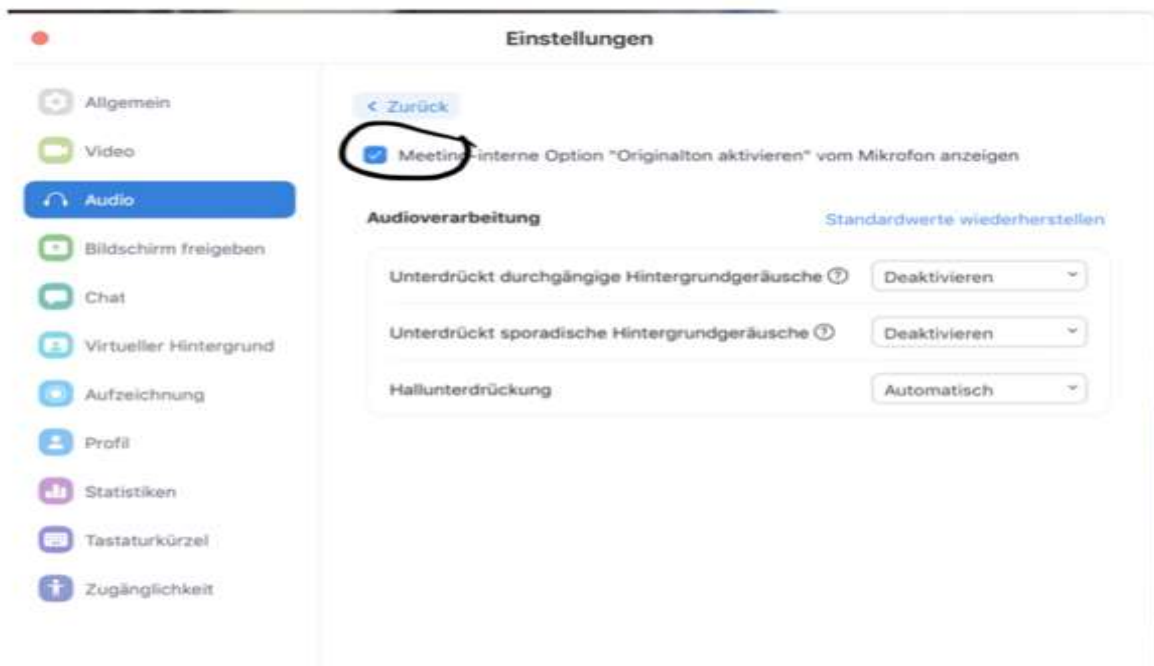 Einstellungen
Allgemein
Video
Audio
Bildschirm freigeben
Chat
Virtueller Hintergrund
Aufzeichnung
Profil
Statistiken
Tastaturkürzel
Zugänglichkeit
< Zurück
Meeting-interne Option "Originalton aktivieren" vom Mikrofon anzeigen
Audioverarbeitung Standardwerte wiederherstellen
Unterdrückt durchgängige Hintergrundgeräusche ? Deaktivieren
Unterdrückt sporadische Hintergrundgeräusche ? Deaktivieren
Hallunterdrückung Automatisch